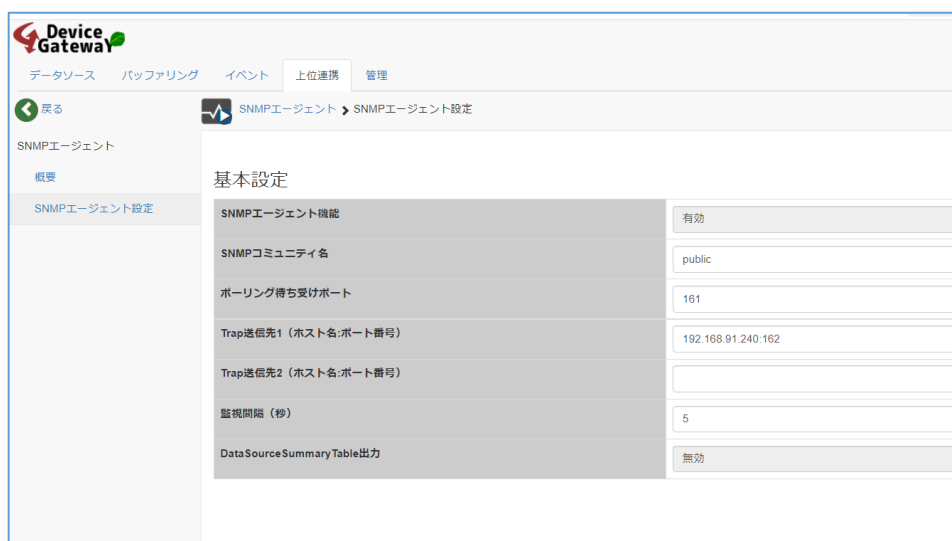 Device
Gateway
データソース バッファリング イベント 上位連携 管理
戻る
SNMPエージェント > SNMPエージェント設定
SNMPエージェント
概要
SNMPエージェント設定
基本設定
SNMPエージェント機能 有効
SNMPコミュニティ名 public
ポーリング待ち受けポート 161
Trap送信先1（ホスト名:ポート番号） 192.168.91.240:162
Trap送信先2（ホスト名:ポート番号）
監視間隔（秒） 5
DataSourceSummaryTable出力 無効